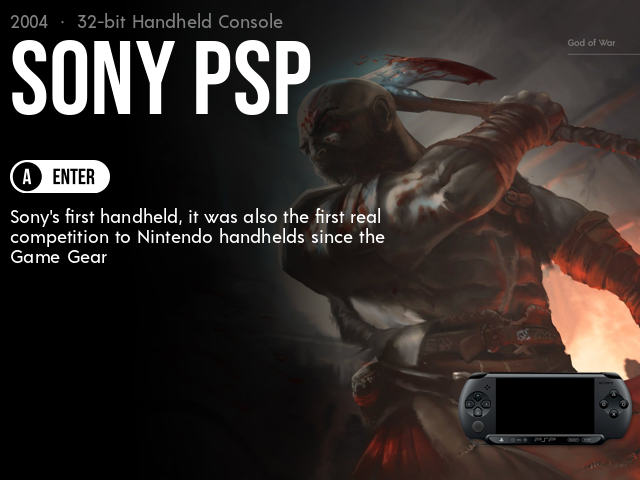 2004 · 32-bit Handheld Console
God of War
SONY PSP
A ENTER
Sony's first handheld, it was also the first real
competition to Nintendo handhelds since the
Game Gear
PSP